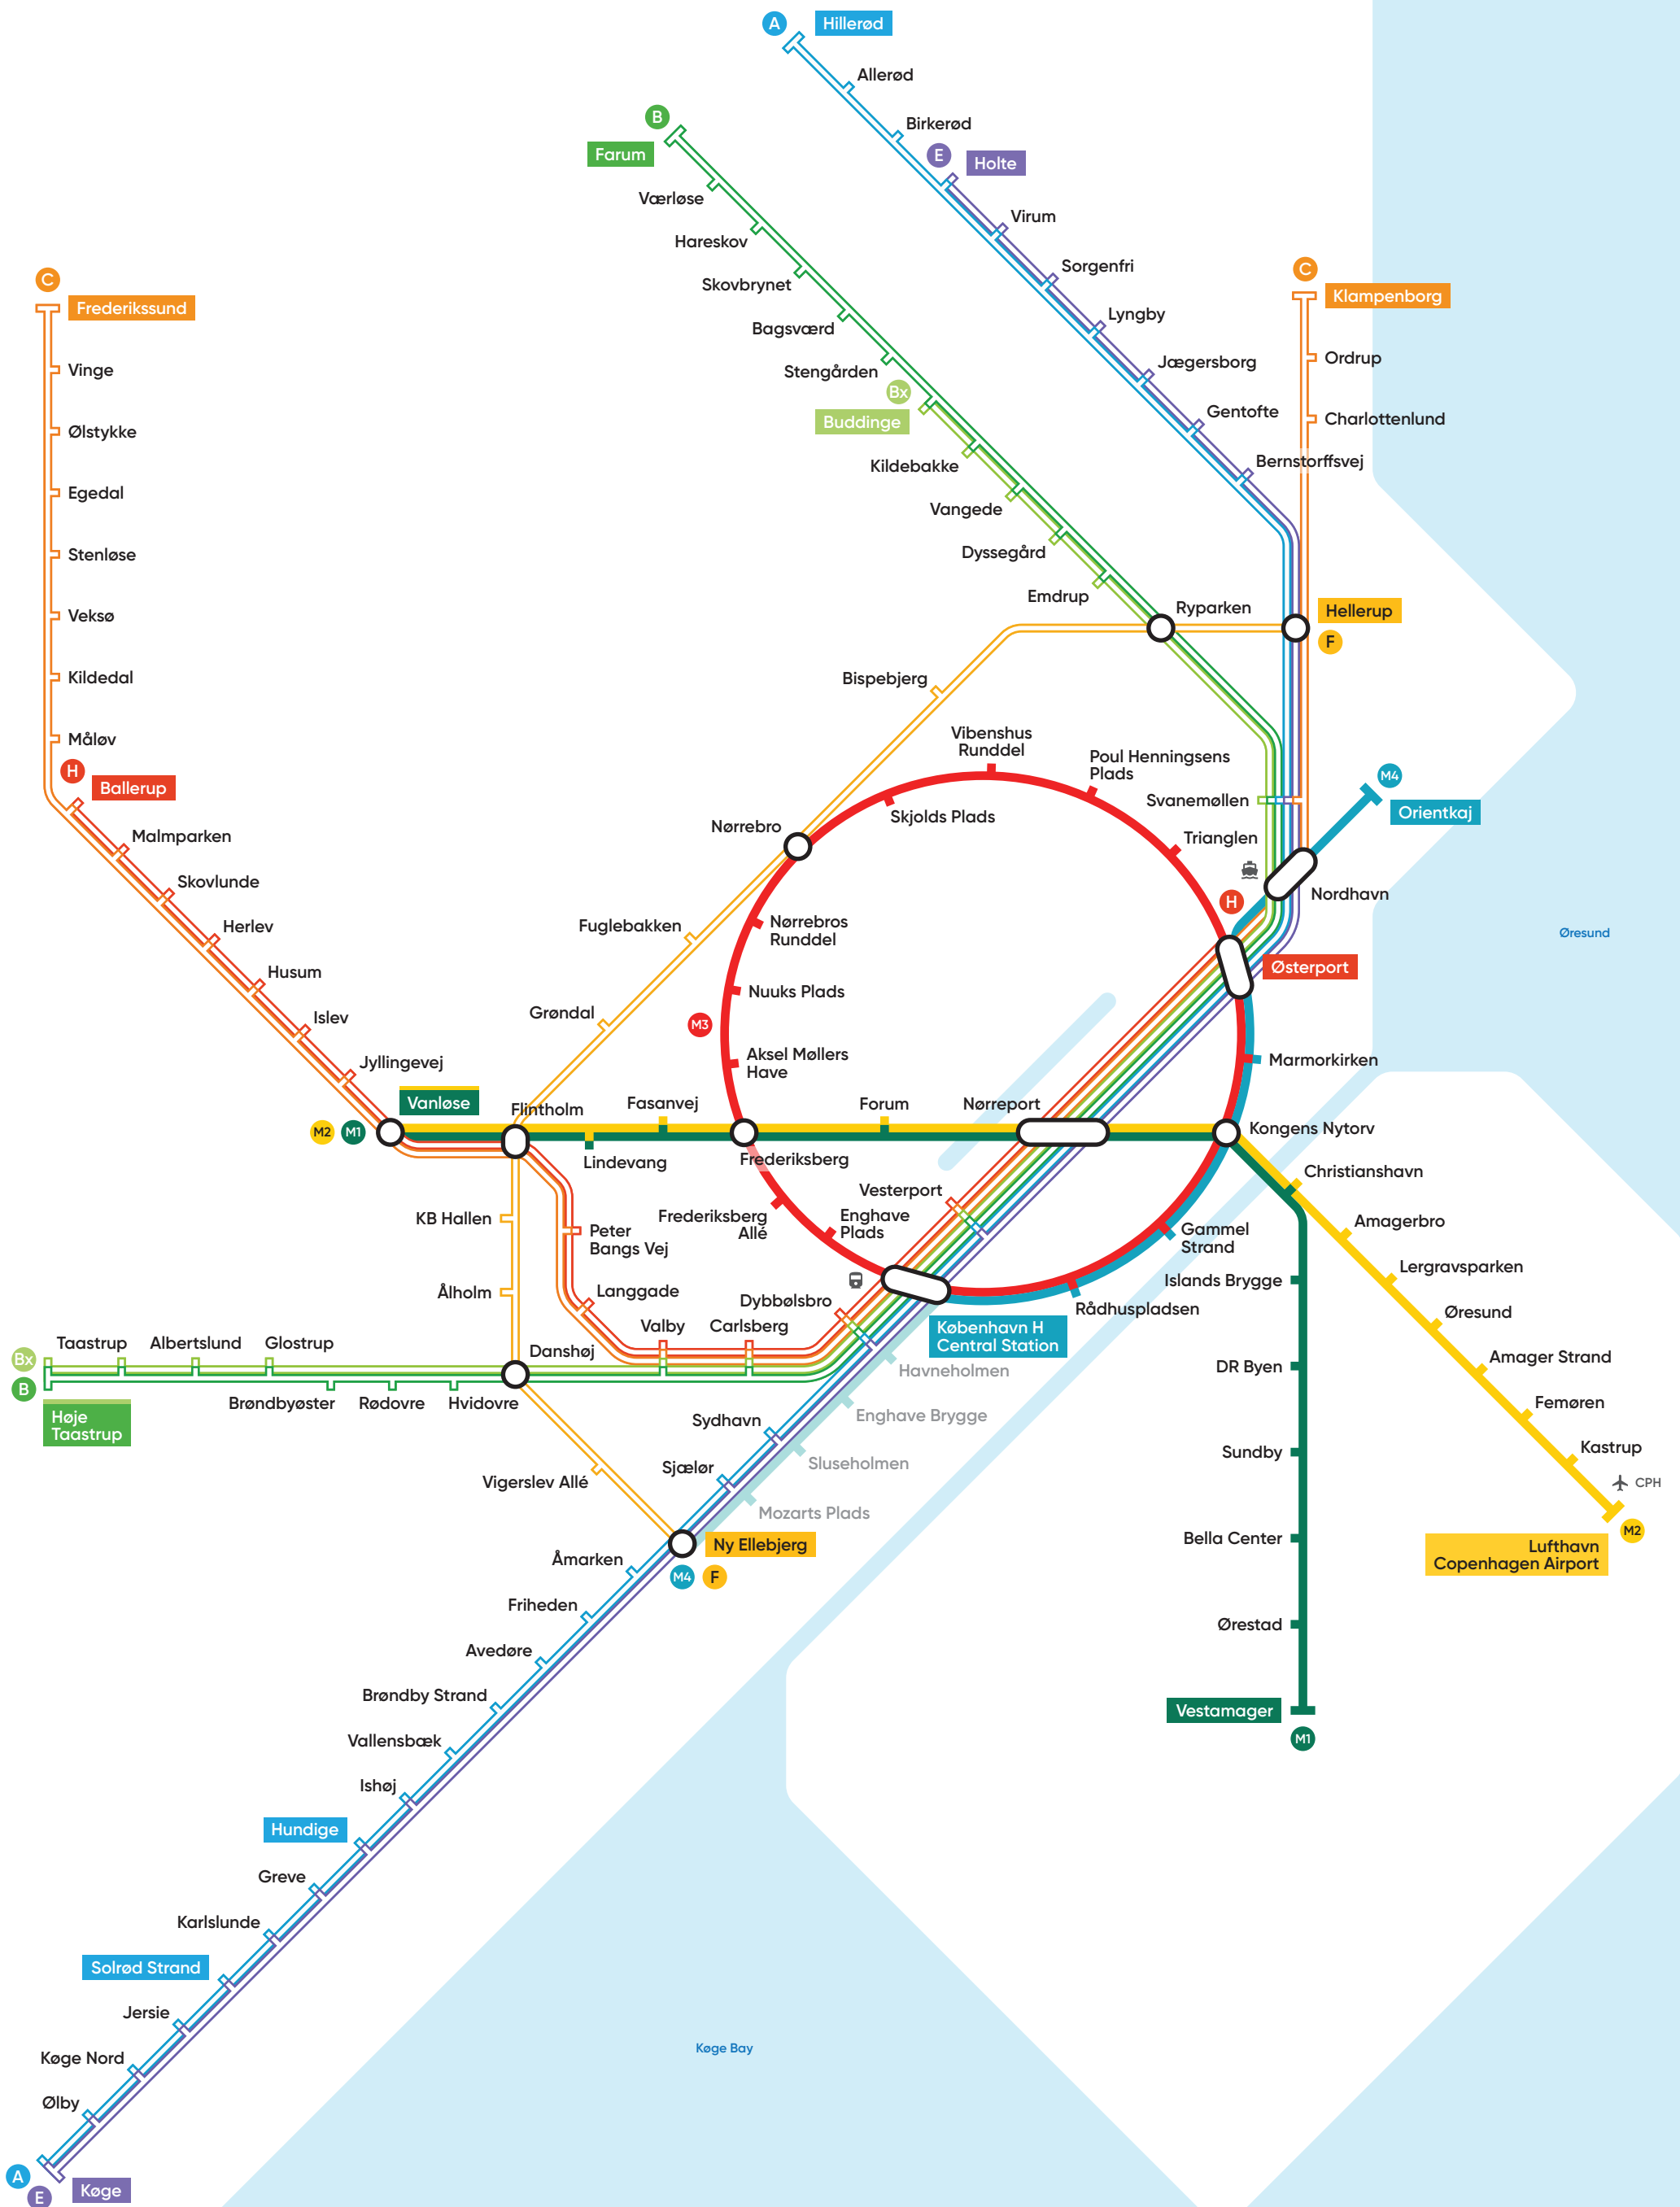 A
Hillerød
Allerød
Birkerød
E
Holte
Virum
Sorgenfri
Lyngby
Jægersborg
Gentofte
Bernstorffsvej
B
Farum
Værløse
Hareskov
Skovbrynet
Bagsværd
Stengården
Bx
Buddinge
Kildebakke
Vangede
Dyssegård
Emdrup
Ryparken
C
Klampenborg
Ordrup
Charlottenlund
Hellerup
F
C
Frederikssund
Vinge
Ølstykke
Egedal
Stenløse
Veksø
Kildedal
Måløv
H
Ballerup
Malmparken
Skovlunde
Herlev
Husum
Islev
Jyllingevej
Vanløse
M2
M1
Flintholm
Bispebjerg
Nørrebro
Fuglebakken
Grøndal
Vibenshus
Runddel
Poul Henningsens
Plads
Skjolds Plads
Svanemøllen
Trianglen
M4
Orientkaj
Nordhavn
H
Østerport
Øresund
Nørrebros
Runddel
Nuuks Plads
M3
Aksel Møllers
Have
Marmorkirken
Fasanvej
Forum
Nørreport
Kongens Nytorv
Lindevang
Frederiksberg
Vesterport
Christianshavn
Frederiksberg
Allé
Enghave
Plads
Gammel
Strand
Amagerbro
KB Hallen
Peter
Bangs Vej
Islands Brygge
Lergravsparken
Ålholm
Langgade
Dybbølsbro
Rådhuspladsen
Øresund
København H
Central Station
Valby
Carlsberg
Taastrup
Albertslund
Glostrup
Danshøj
Bx
B
Høje
Taastrup
Brøndbyøster
Rødovre
Hvidovre
Havneholmen
DR Byen
Amager Strand
Enghave Brygge
Femøren
Sydhavn
Sluseholmen
Sundby
Kastrup
Sjælør
Vigerslev Allé
CPH
Mozarts Plads
M2
Ny Ellebjerg
M4
F
Bella Center
Lufthavn
Copenhagen Airport
Åmarken
Friheden
Ørestad
Avedøre
Brøndby Strand
Vestamager
M1
Vallensbæk
Ishøj
Hundige
Greve
Karlslunde
Solrød Strand
Jersie
Køge Nord
Køge Bay
Ølby
A
E
Køge